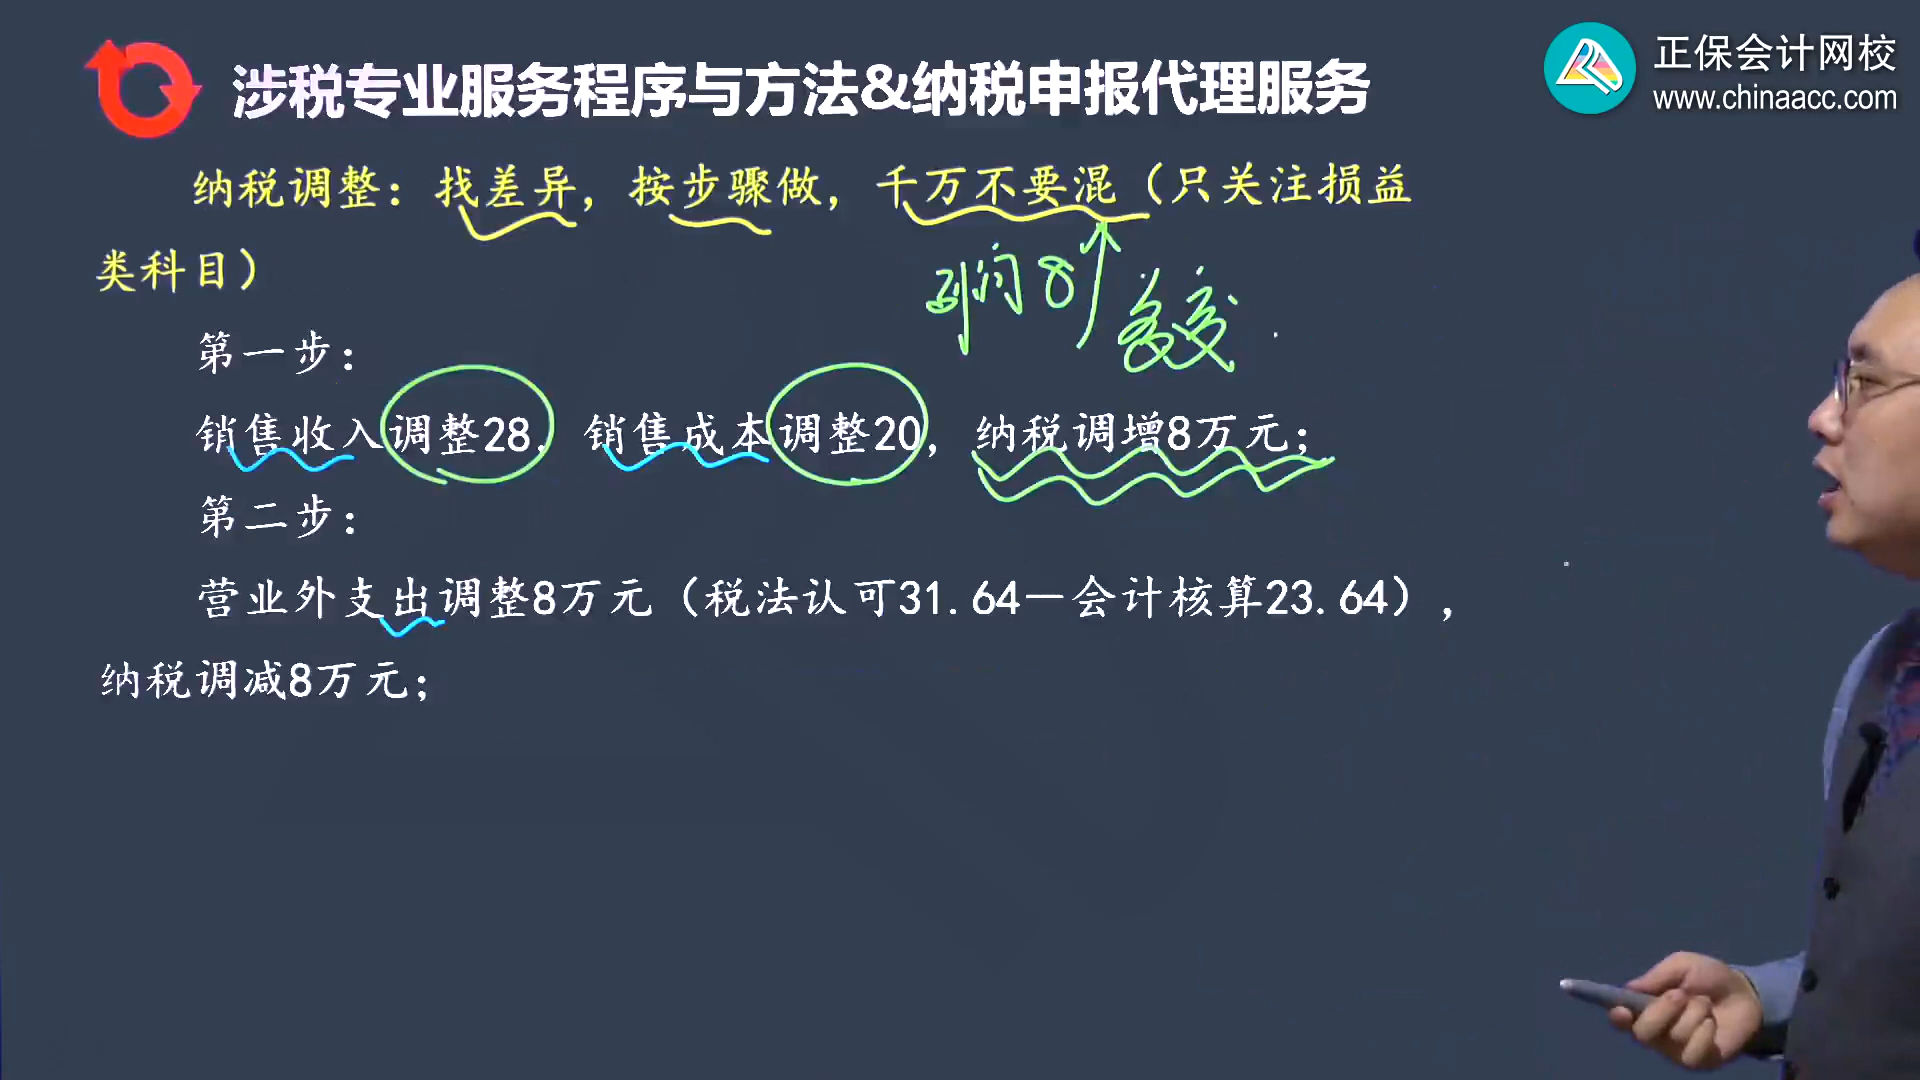 涉税专业服务程序与方法&纳税申报代理服务
正保会计网校
www.chinaacc.com
纳税调整：找差异，按步骤做，千万不要混（只关注损益
类科目）
利润8
第一步：
销售收入调整28，销售成本调整20，纳税调增8万元；
第二步：
营业外支出调整8万元（税法认可31.64－会计核算23.64），
纳税调减8万元；